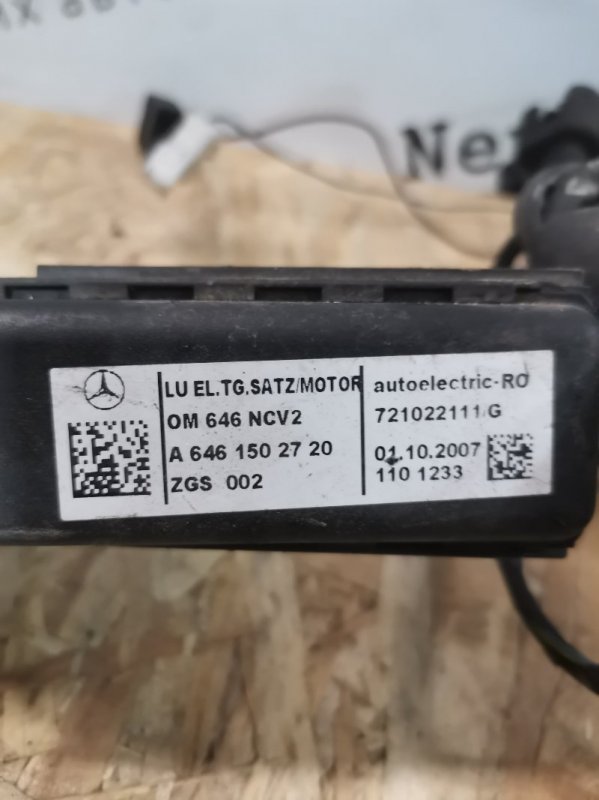 LU EL.TG.SATZ/MOTOR
OM 646 NCV2
A 646 150 27 20
ZGS 002
autoelectric-RO
721022111/G
01.10.2007
110 1233